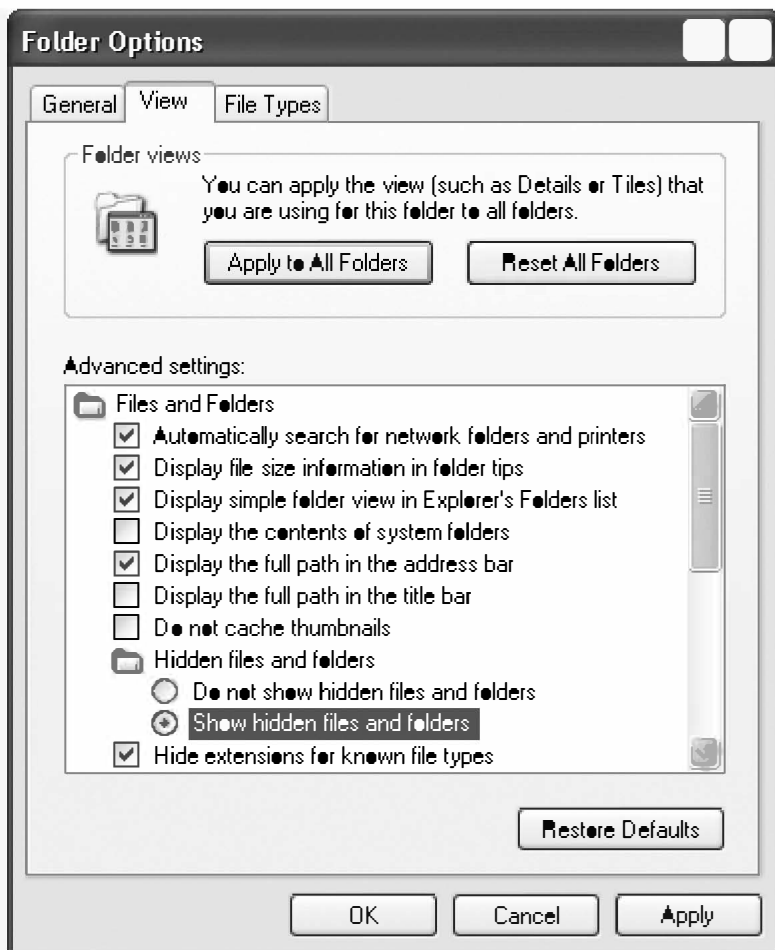 Folder Options
General
View
File Types
Folder views
You can apply the view (such as Details or Tiles) that
you are using for this folder to all folders.
Apply to All Folders
Reset All Folders
Advanced settings:
Files and Folders
Automatically search for network folders and printers
Display file size information in folder tips
Display simple folder view in Explorer's Folders list
Display the contents of system folders
Display the full path in the address bar
Display the full path in the title bar
Do not cache thumbnails
Hidden files and folders
Do not show hidden files and folders
Show hidden files and folders
Hide extensions for known file types
Restore Defaults
OK
Cancel
Apply